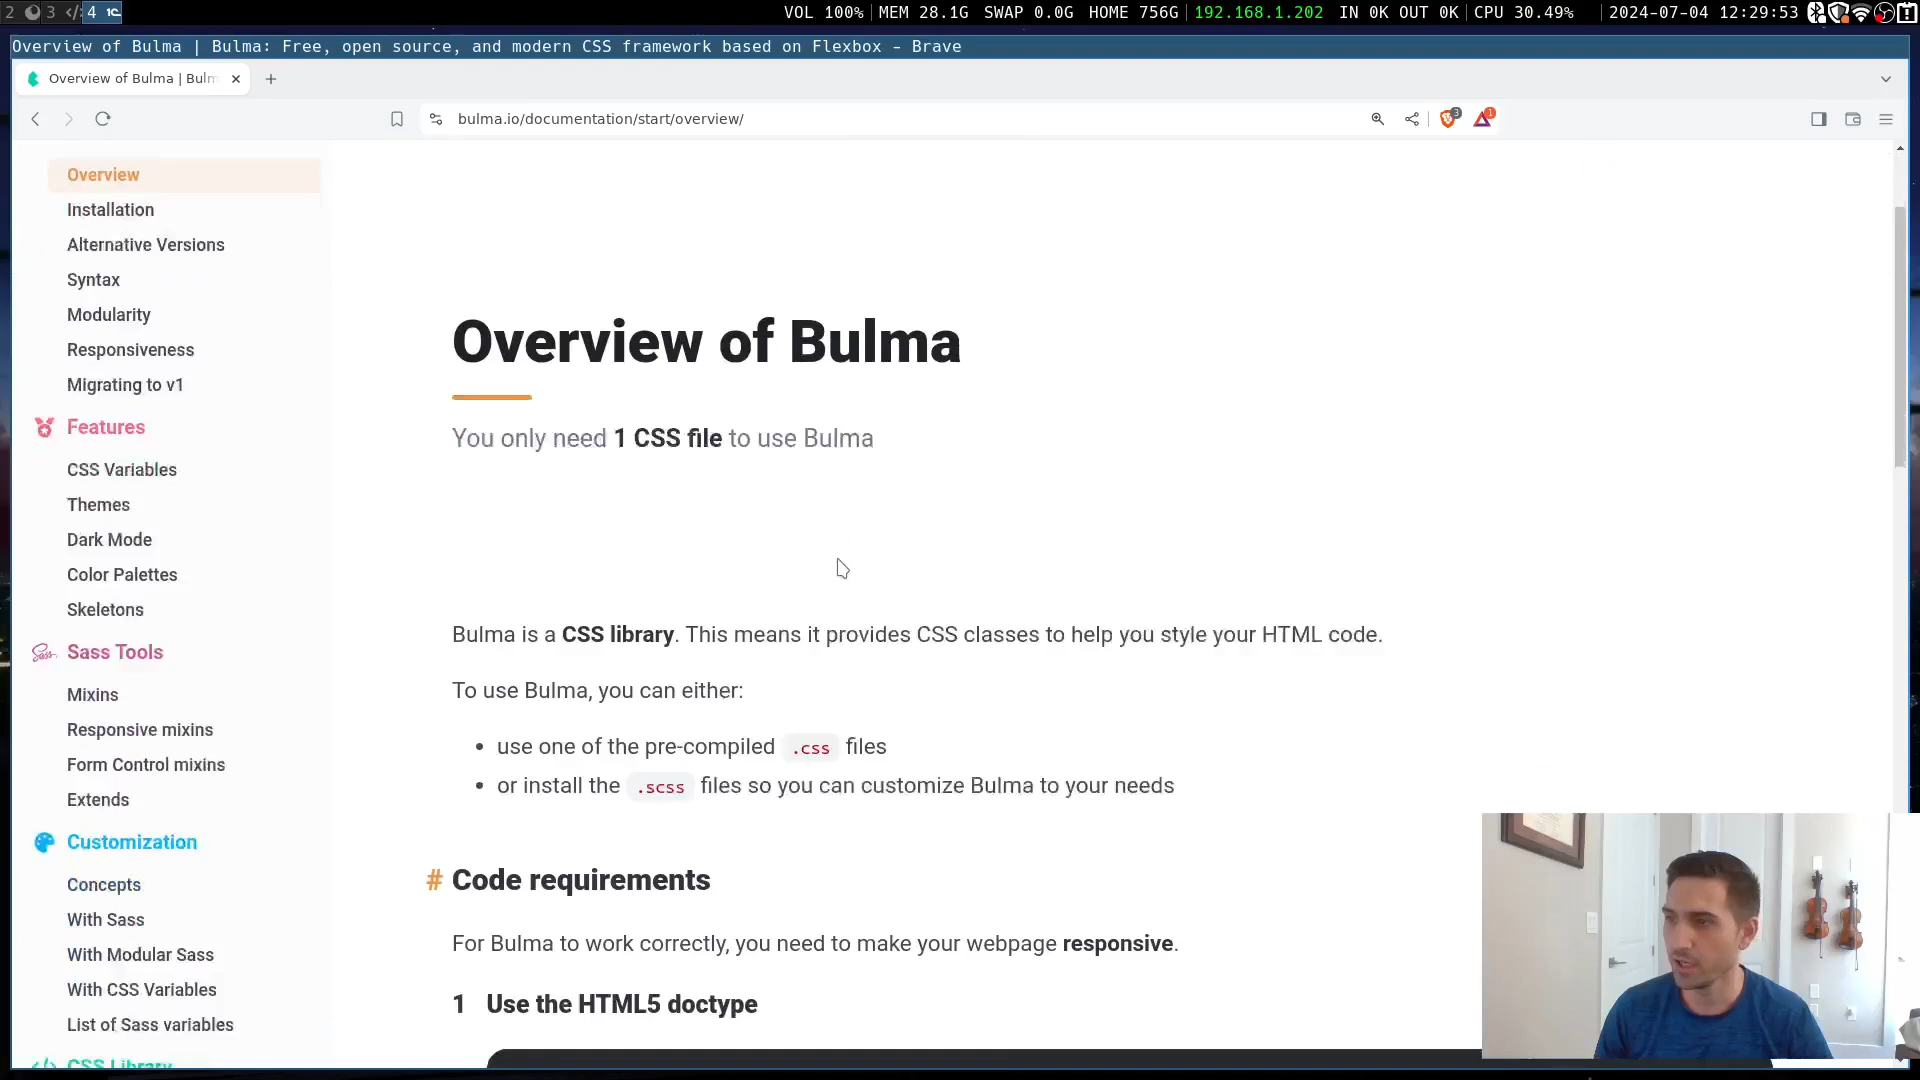 2 3 </ 4
VOL 100% MEM 28.1G SWAP 0.0G HOME 756G 192.168.1.202 IN 0K OUT 0K CPU 30.49% 2024-07-04 12:29:53
Overview of Bulma | Bulma: Free, open source, and modern CSS framework based on Flexbox - Brave
Overview of Bulma | Bulm
bulma.io/documentation/start/overview/
3
1
Overview
Installation
Alternative Versions
Syntax
Modularity
Responsiveness
Migrating to v1
Features
CSS Variables
Themes
Dark Mode
Color Palettes
Skeletons
Sass Tools
Mixins
Responsive mixins
Form Control mixins
Extends
Customization
Concepts
With Sass
With Modular Sass
With CSS Variables
List of Sass variables
CSS Library
Overview of Bulma
You only need 1 CSS file to use Bulma
Bulma is a CSS library. This means it provides CSS classes to help you style your HTML code.
To use Bulma, you can either:
• use one of the pre-compiled .css files
• or install the .scss files so you can customize Bulma to your needs
# Code requirements
For Bulma to work correctly, you need to make your webpage responsive.
1 Use the HTML5 doctype